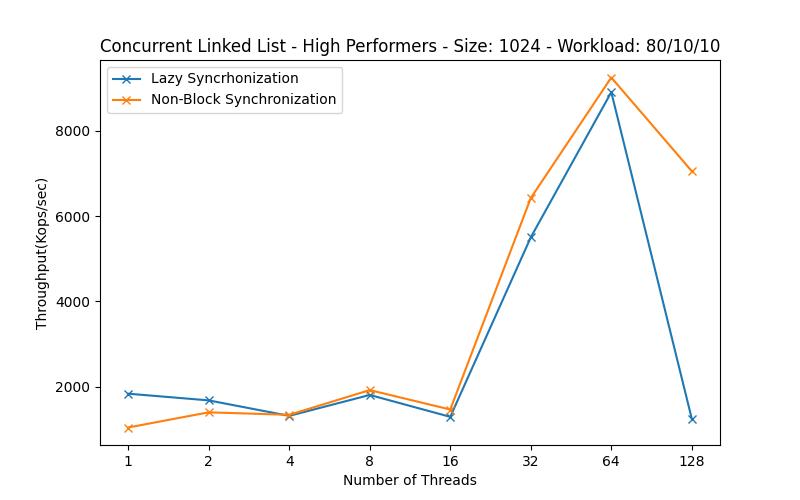 Concurrent Linked List - High Performers - Size: 1024 - Workload: 80/10/10
Lazy Syncrhonization
Non-Block Synchronization
Throughput(Kops/sec)
8000
6000
4000
2000
1 2 4 8 16 32 64 128
Number of Threads